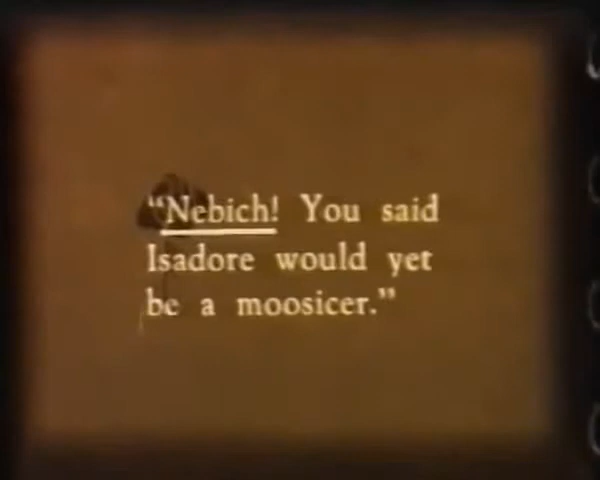 “Nebich! You said
Isadore would yet
be a moosicer.”